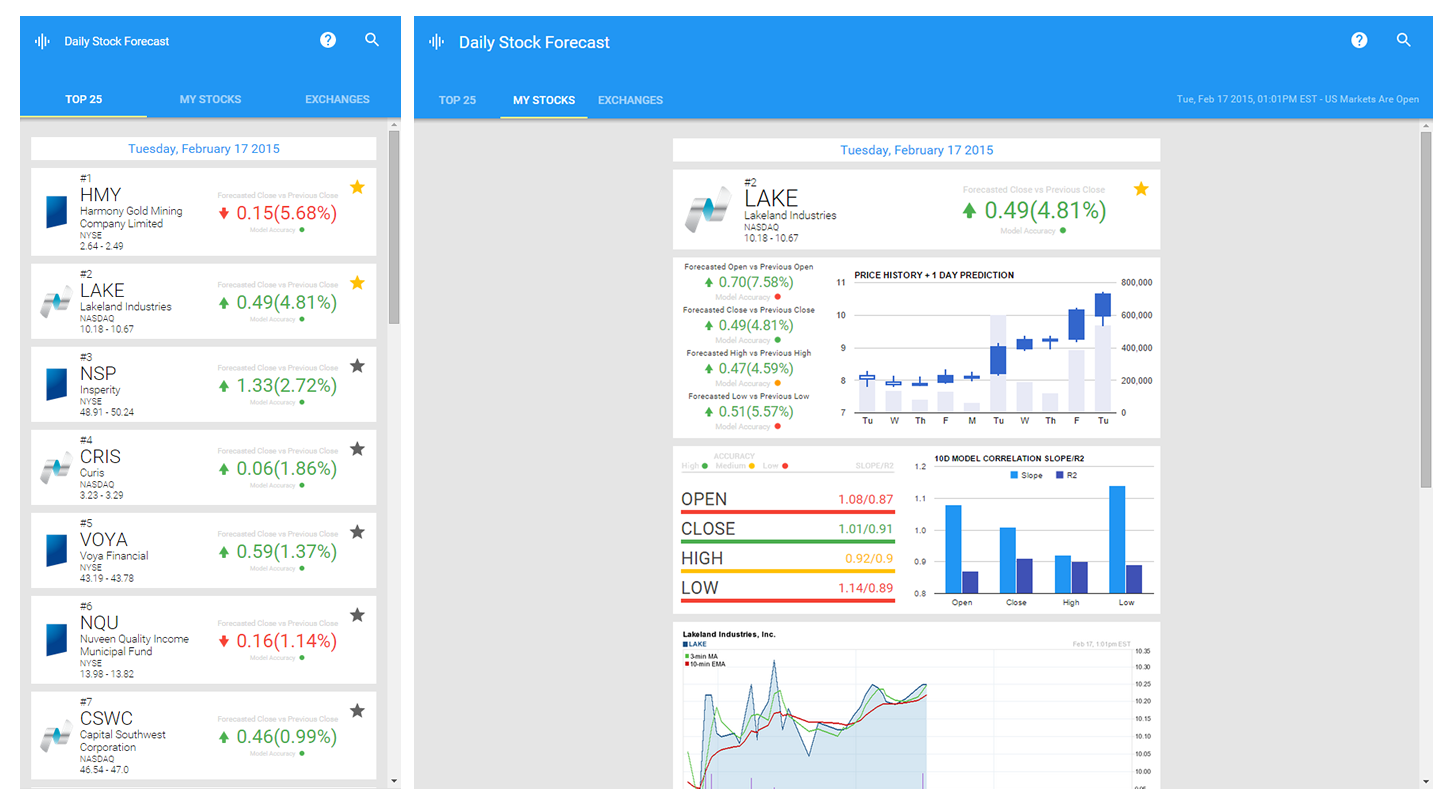 Daily Stock Forecast
?
TOP 25 MY STOCKS EXCHANGES
Tuesday, February 17 2015
#1
HMY
Harmony Gold Mining
Company Limited
NYSE
2.64 - 2.49
Forecasted Close vs Previous Close
0.15(5.68%)
Model Accuracy
#2
LAKE
Lakeland Industries
NASDAQ
10.18 - 10.67
Forecasted Close vs Previous Close
0.49(4.81%)
Model Accuracy
#3
NSP
Insperity
NYSE
48.91 - 50.24
Forecasted Close vs Previous Close
1.33(2.72%)
Model Accuracy
#4
CRIS
Curis
NASDAQ
3.23 - 3.29
Forecasted Close vs Previous Close
0.06(1.86%)
Model Accuracy
#5
VOYA
Voya Financial
NYSE
43.19 - 43.78
Forecasted Close vs Previous Close
0.59(1.37%)
Model Accuracy
#6
NQU
Nuveen Quality Income
Municipal Fund
NYSE
13.98 - 13.82
Forecasted Close vs Previous Close
0.16(1.14%)
Model Accuracy
#7
CSWC
Capital Southwest
Corporation
NASDAQ
46.54 - 47.0
Forecasted Close vs Previous Close
0.46(0.99%)
Model Accuracy
Daily Stock Forecast
?
TOP 25 MY STOCKS EXCHANGES
Tue, Feb 17 2015, 01:01PM EST - US Markets Are Open
Tuesday, February 17 2015
#2
LAKE
Lakeland Industries
NASDAQ
10.18 - 10.67
Forecasted Close vs Previous Close
0.49(4.81%)
Model Accuracy
Forecasted Open vs Previous Open
0.70(7.58%)
Model Accuracy
Forecasted Close vs Previous Close
0.49(4.81%)
Model Accuracy
Forecasted High vs Previous High
0.47(4.59%)
Model Accuracy
Forecasted Low vs Previous Low
0.51(5.57%)
Model Accuracy
PRICE HISTORY + 1 DAY PREDICTION
11 800,000
10 600,000
9 400,000
8 200,000
7 0
Tu W Th F M Tu W Th F Tu
ACCURACY
High Medium Low SLOPE/R2
OPEN 1.08/0.87
CLOSE 1.01/0.91
HIGH 0.92/0.9
LOW 1.14/0.89
10D MODEL CORRELATION SLOPE/R2
Slope R2
1.2
1.1
1.0
0.9
0.8
Open Close High Low
Lakeland Industries, Inc.
LAKE Feb 17, 1:01pm EST
3-min MA
10-min EMA
10.35
10.30
10.25
10.20
10.15
10.10
10.05
10.00
9.95